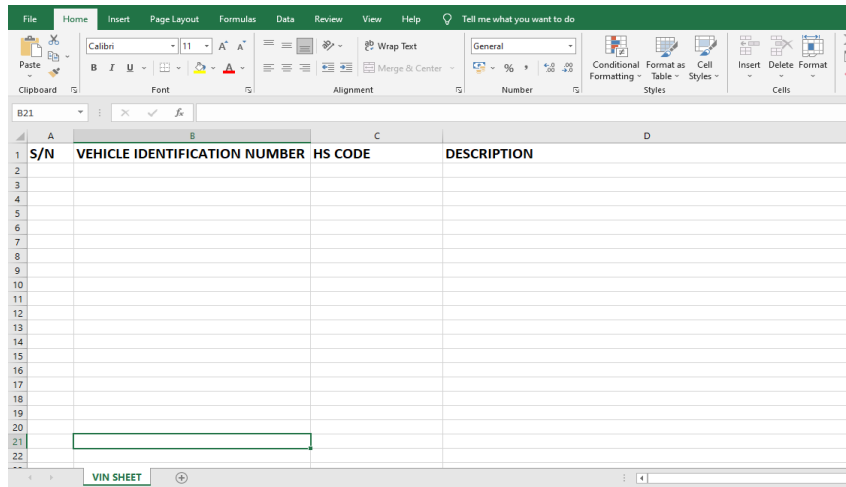 File Home Insert Page Layout Formulas Data Review View Help Tell me what you want to do
Calibri 11 A A Wrap Text General
Paste B I U A Merge & Center % , .00 .00 Conditional Format as Cell Insert Delete Format
Formatting Table Styles
Clipboard Font Alignment Number Styles Cells
B21 fx
A B C D
1 S/N VEHICLE IDENTIFICATION NUMBER HS CODE DESCRIPTION
2
3
4
5
6
7
8
9
10
11
12
13
14
15
16
17
18
19
20
21
22
VIN SHEET